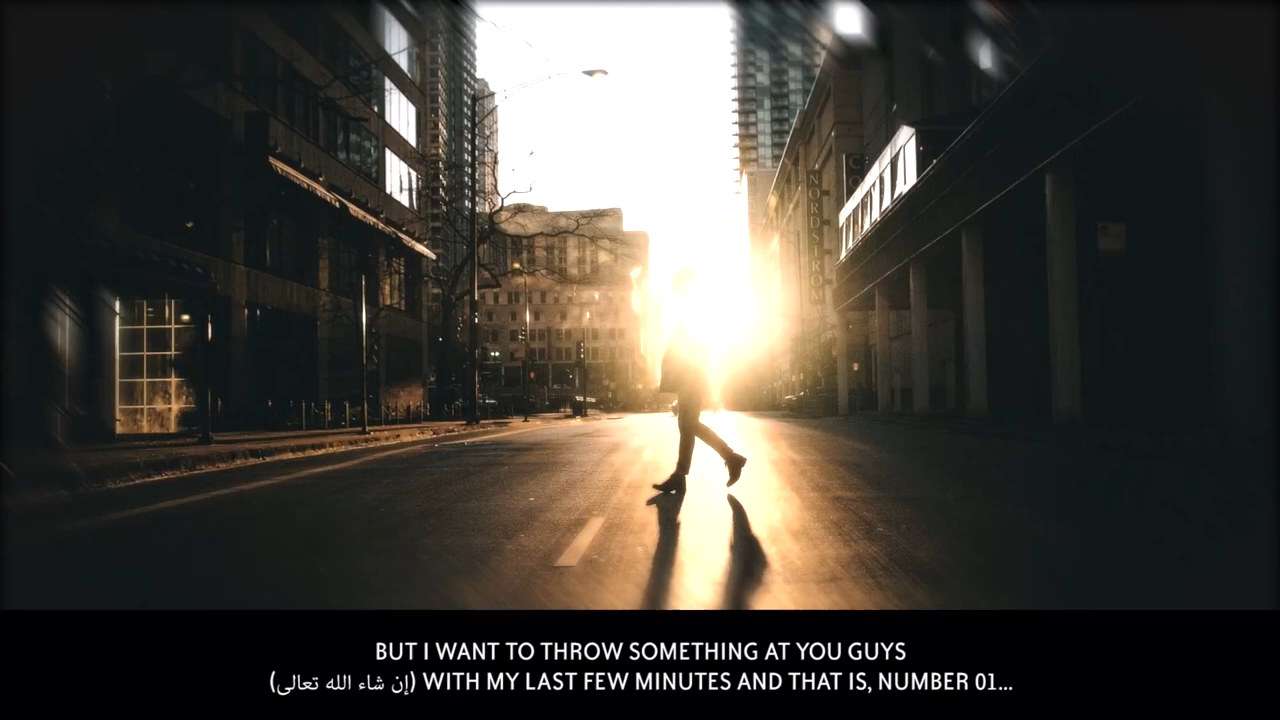 NORDSTROM
BUT I WANT TO THROW SOMETHING AT YOU GUYS
(إن شاء الله تعالى) WITH MY LAST FEW MINUTES AND THAT IS, NUMBER 01...